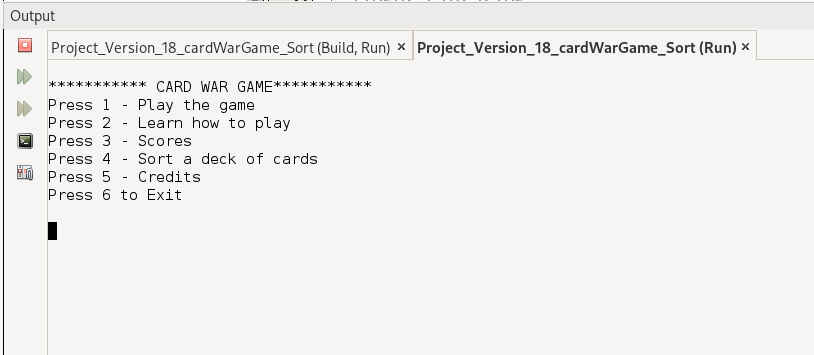 Output
Project_Version_18_cardWarGame_Sort (Build, Run) × Project_Version_18_cardWarGame_Sort (Run) ×
*********** CARD WAR GAME***********
Press 1 - Play the game
Press 2 - Learn how to play
Press 3 - Scores
Press 4 - Sort a deck of cards
Press 5 - Credits
Press 6 to Exit